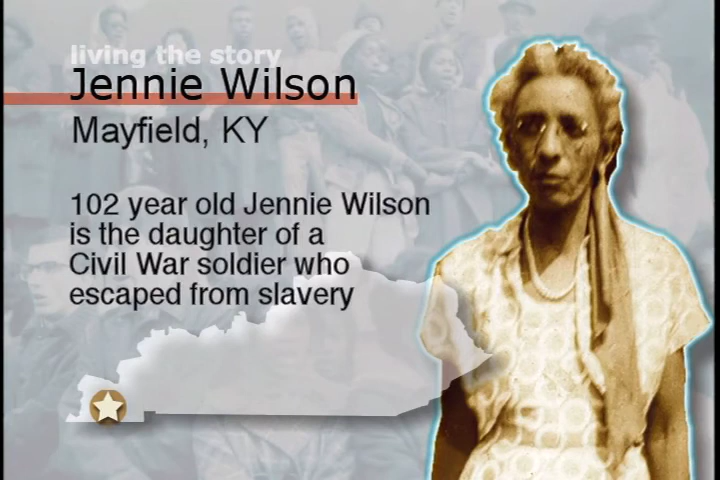 living the story
Jennie Wilson
Mayfield, KY
102 year old Jennie Wilson
is the daughter of a
Civil War soldier who
escaped from slavery